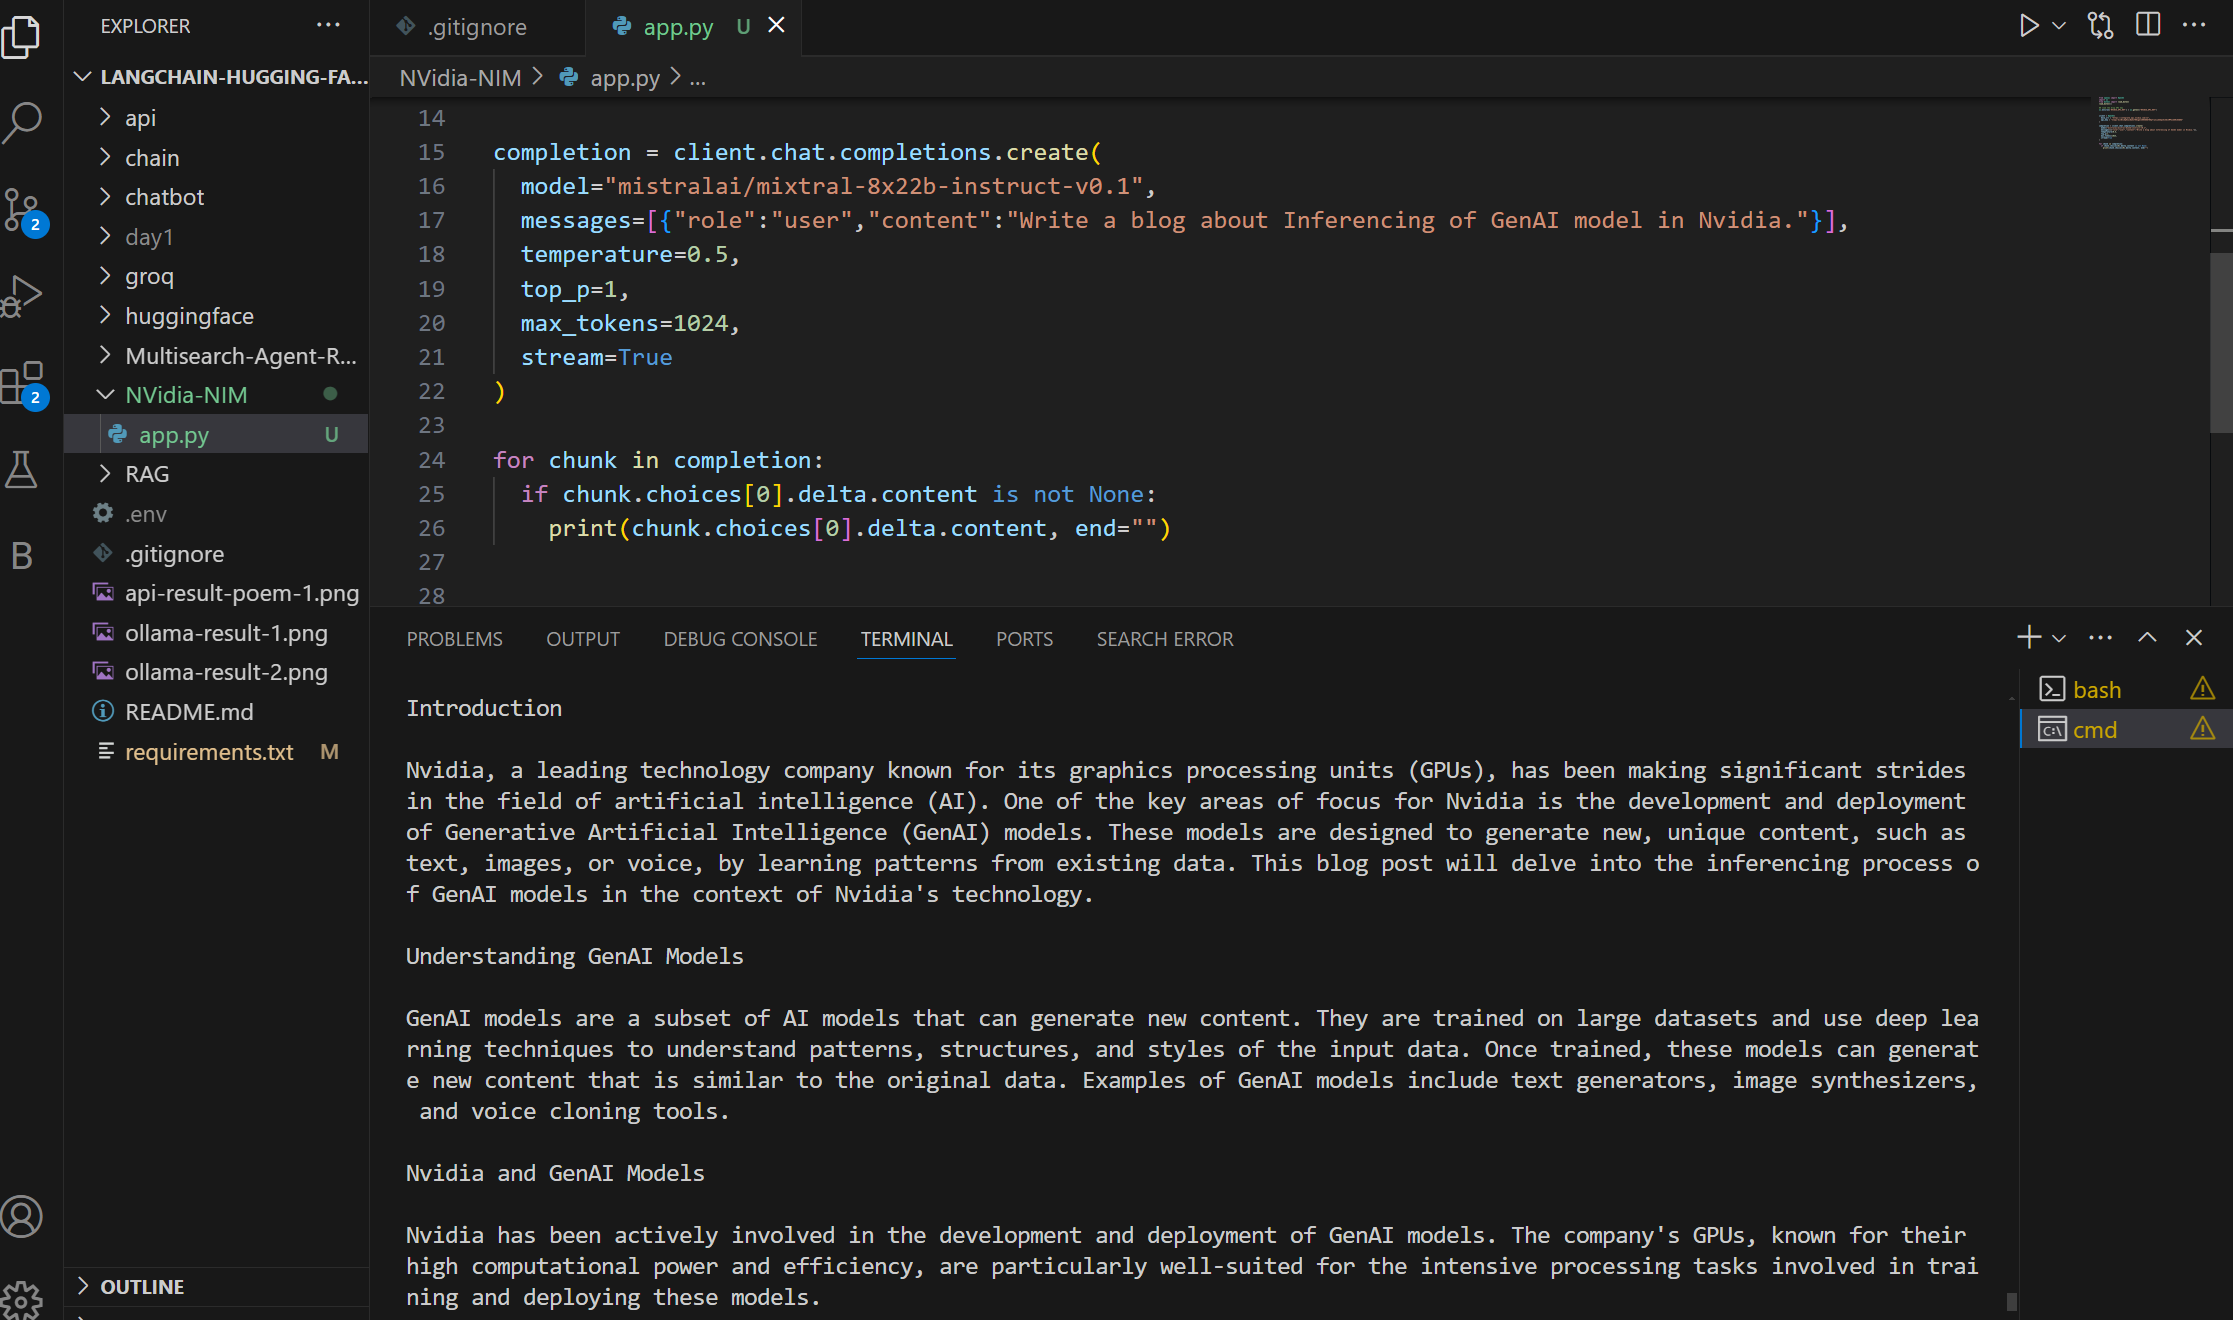 EXPLORER
LANGCHAIN-HUGGING-FA...
api
chain
chatbot
day1
groq
huggingface
Multisearch-Agent-R...
NVidia-NIM
app.py U
RAG
.env
.gitignore
api-result-poem-1.png
ollama-result-1.png
ollama-result-2.png
README.md
requirements.txt M
OUTLINE
2
2
B
.gitignore
app.py U
NVidia-NIM > app.py > ...
14
15 completion = client.chat.completions.create(
16 model="mistralai/mixtral-8x22b-instruct-v0.1",
17 messages=[{"role":"user","content":"Write a blog about Inferencing of GenAI model in Nvidia."}],
18 temperature=0.5,
19 top_p=1,
20 max_tokens=1024,
21 stream=True
22 )
23
24 for chunk in completion:
25 if chunk.choices[0].delta.content is not None:
26 print(chunk.choices[0].delta.content, end="")
27
28
PROBLEMS OUTPUT DEBUG CONSOLE TERMINAL PORTS SEARCH ERROR
bash
cmd
Introduction
Nvidia, a leading technology company known for its graphics processing units (GPUs), has been making significant strides
in the field of artificial intelligence (AI). One of the key areas of focus for Nvidia is the development and deployment
of Generative Artificial Intelligence (GenAI) models. These models are designed to generate new, unique content, such as
text, images, or voice, by learning patterns from existing data. This blog post will delve into the inferencing process o
f GenAI models in the context of Nvidia's technology.
Understanding GenAI Models
GenAI models are a subset of AI models that can generate new content. They are trained on large datasets and use deep lea
rning techniques to understand patterns, structures, and styles of the input data. Once trained, these models can generat
e new content that is similar to the original data. Examples of GenAI models include text generators, image synthesizers,
and voice cloning tools.
Nvidia and GenAI Models
Nvidia has been actively involved in the development and deployment of GenAI models. The company's GPUs, known for their
high computational power and efficiency, are particularly well-suited for the intensive processing tasks involved in trai
ning and deploying these models.